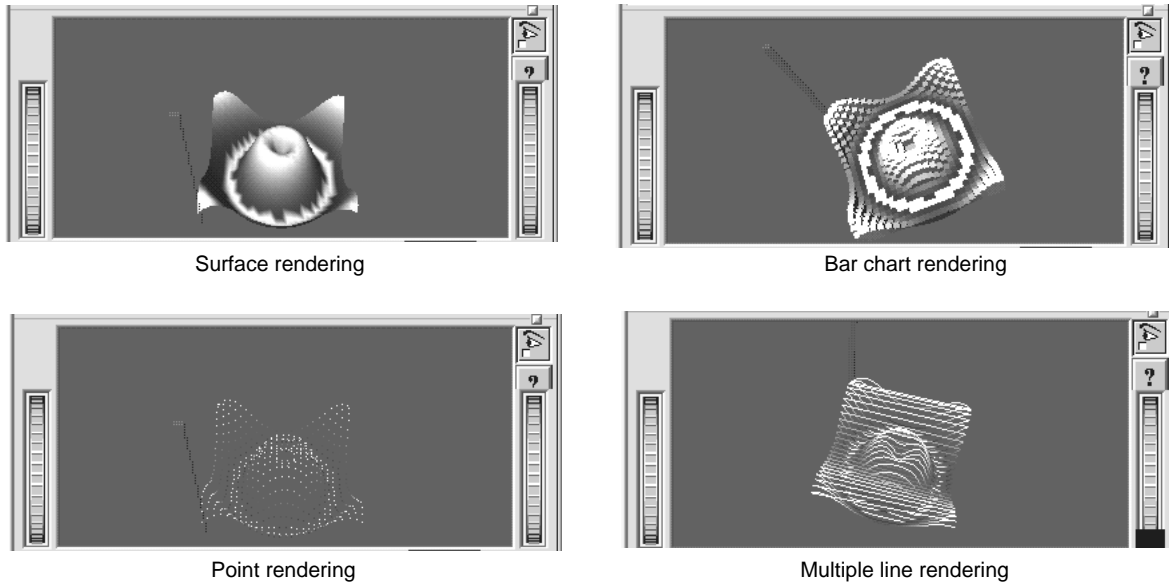 ?
?
Surface rendering
Bar chart rendering
?
?
Point rendering
Multiple line rendering